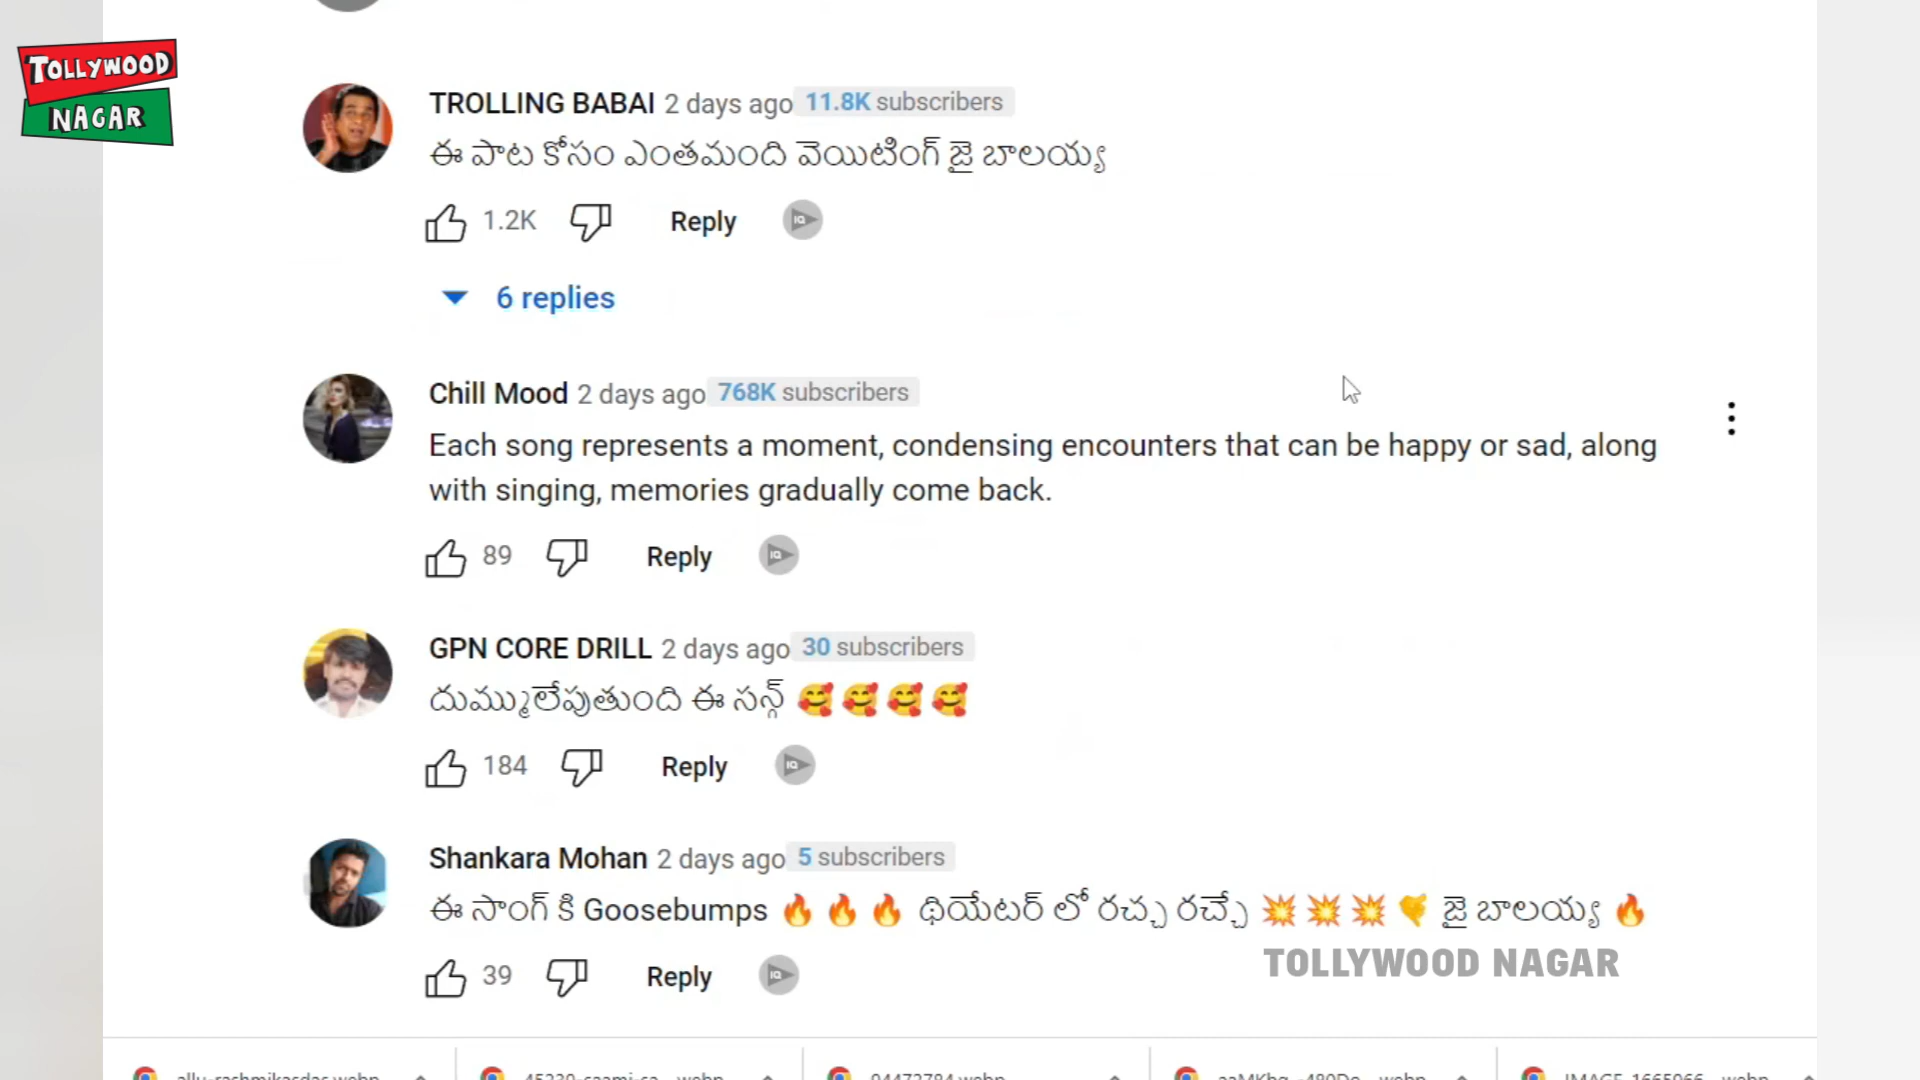 TOLLYWOOD
NAGAR
TROLLING BABAI 2 days ago 11.8K subscribers
ఈ పాట కోసం ఎంతమంది వెయిటింగ్ జై బాలయ్య
1.2K Reply
6 replies
Chill Mood 2 days ago 768K subscribers
Each song represents a moment, condensing encounters that can be happy or sad, along
with singing, memories gradually come back.
89 Reply
GPN CORE DRILL 2 days ago 30 subscribers
దుమ్ములేపుతుంది ఈ సన్గ్ 🥰 🥰 🥰 🥰
184 Reply
Shankara Mohan 2 days ago 5 subscribers
ఈ సాంగ్ కి Goosebumps 🔥 🔥 🔥 థియేటర్ లో రచ్చ రచ్చే 💥 💥 💥 🤙 జై బాలయ్య 🔥
TOLLYWOOD NAGAR
39 Reply